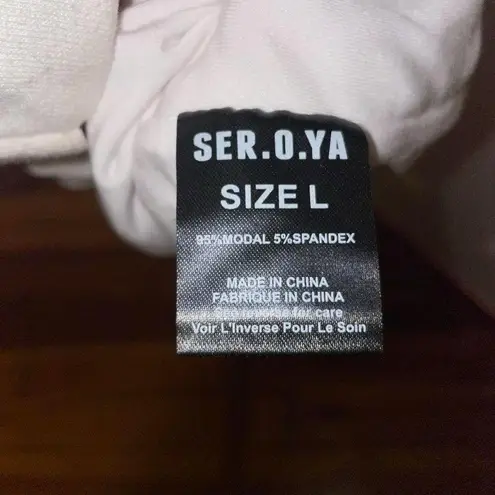 SER.O.YA
SIZE L
95%MODAL 5%SPANDEX
MADE IN CHINA
FABRIQUE IN CHINA
See reverse for care
Voir L'Inverse Pour Le Soin